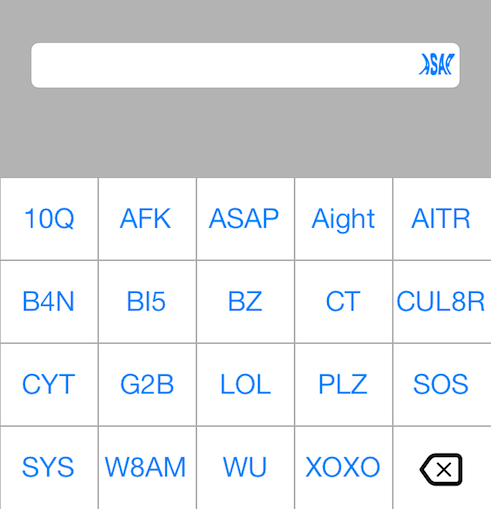 ASAP
10Q AFK ASAP Aight AITR
B4N BI5 BZ CT CUL8R
CYT G2B LOL PLZ SOS
SYS W8AM WU XOXO